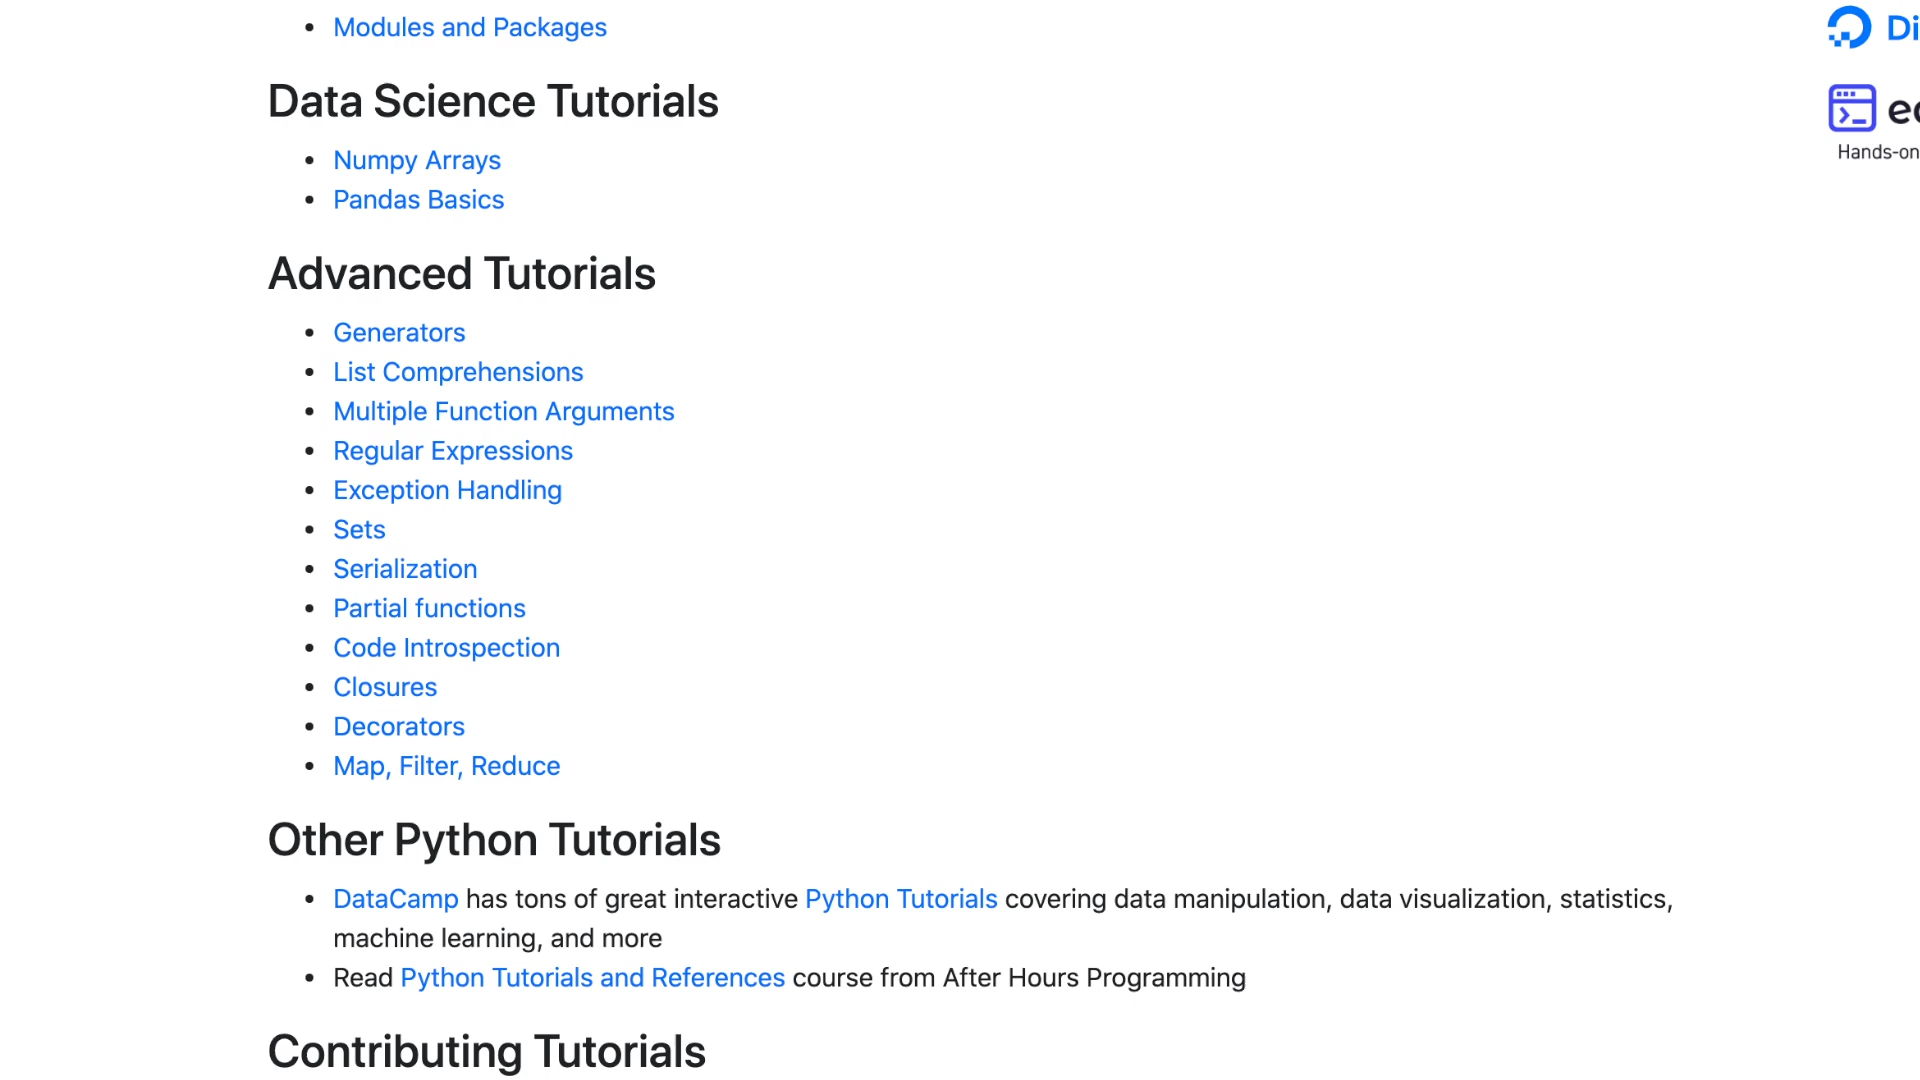 Modules and Packages
Data Science Tutorials
Numpy Arrays
Pandas Basics
Advanced Tutorials
Generators
List Comprehensions
Multiple Function Arguments
Regular Expressions
Exception Handling
Sets
Serialization
Partial functions
Code Introspection
Closures
Decorators
Map, Filter, Reduce
Other Python Tutorials
DataCamp has tons of great interactive Python Tutorials covering data manipulation, data visualization, statistics,
machine learning, and more
Read Python Tutorials and References course from After Hours Programming
Contributing Tutorials
Di
Hands-on